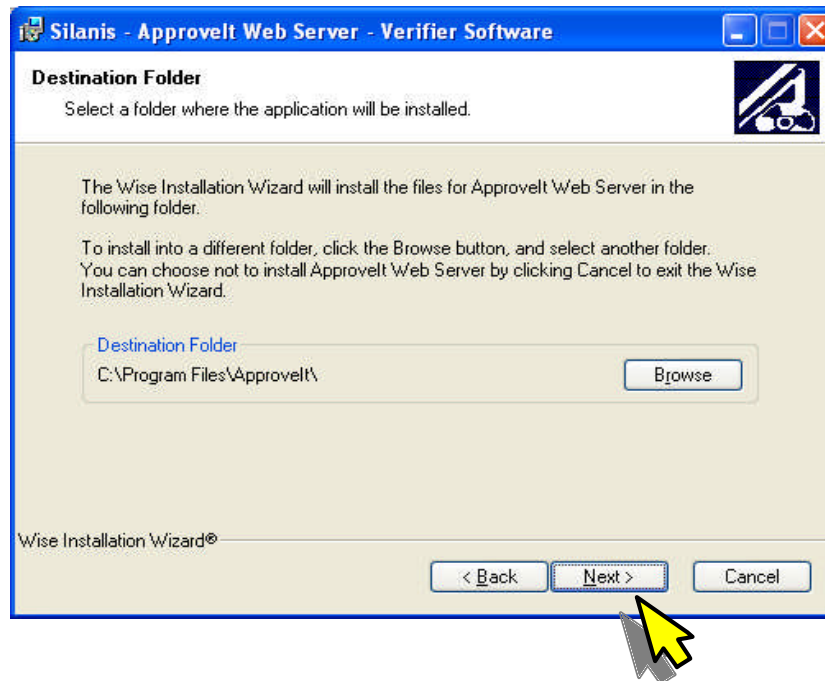 Silanis - ApproveIt Web Server - Verifier Software
Destination Folder
Select a folder where the application will be installed.
The Wise Installation Wizard will install the files for ApproveIt Web Server in the
following folder.
To install into a different folder, click the Browse button, and select another folder.
You can choose not to install ApproveIt Web Server by clicking Cancel to exit the Wise
Installation Wizard.
Destination Folder
C:\Program Files\ApproveIt\
Browse
Wise Installation Wizard®
< Back
Next >
Cancel